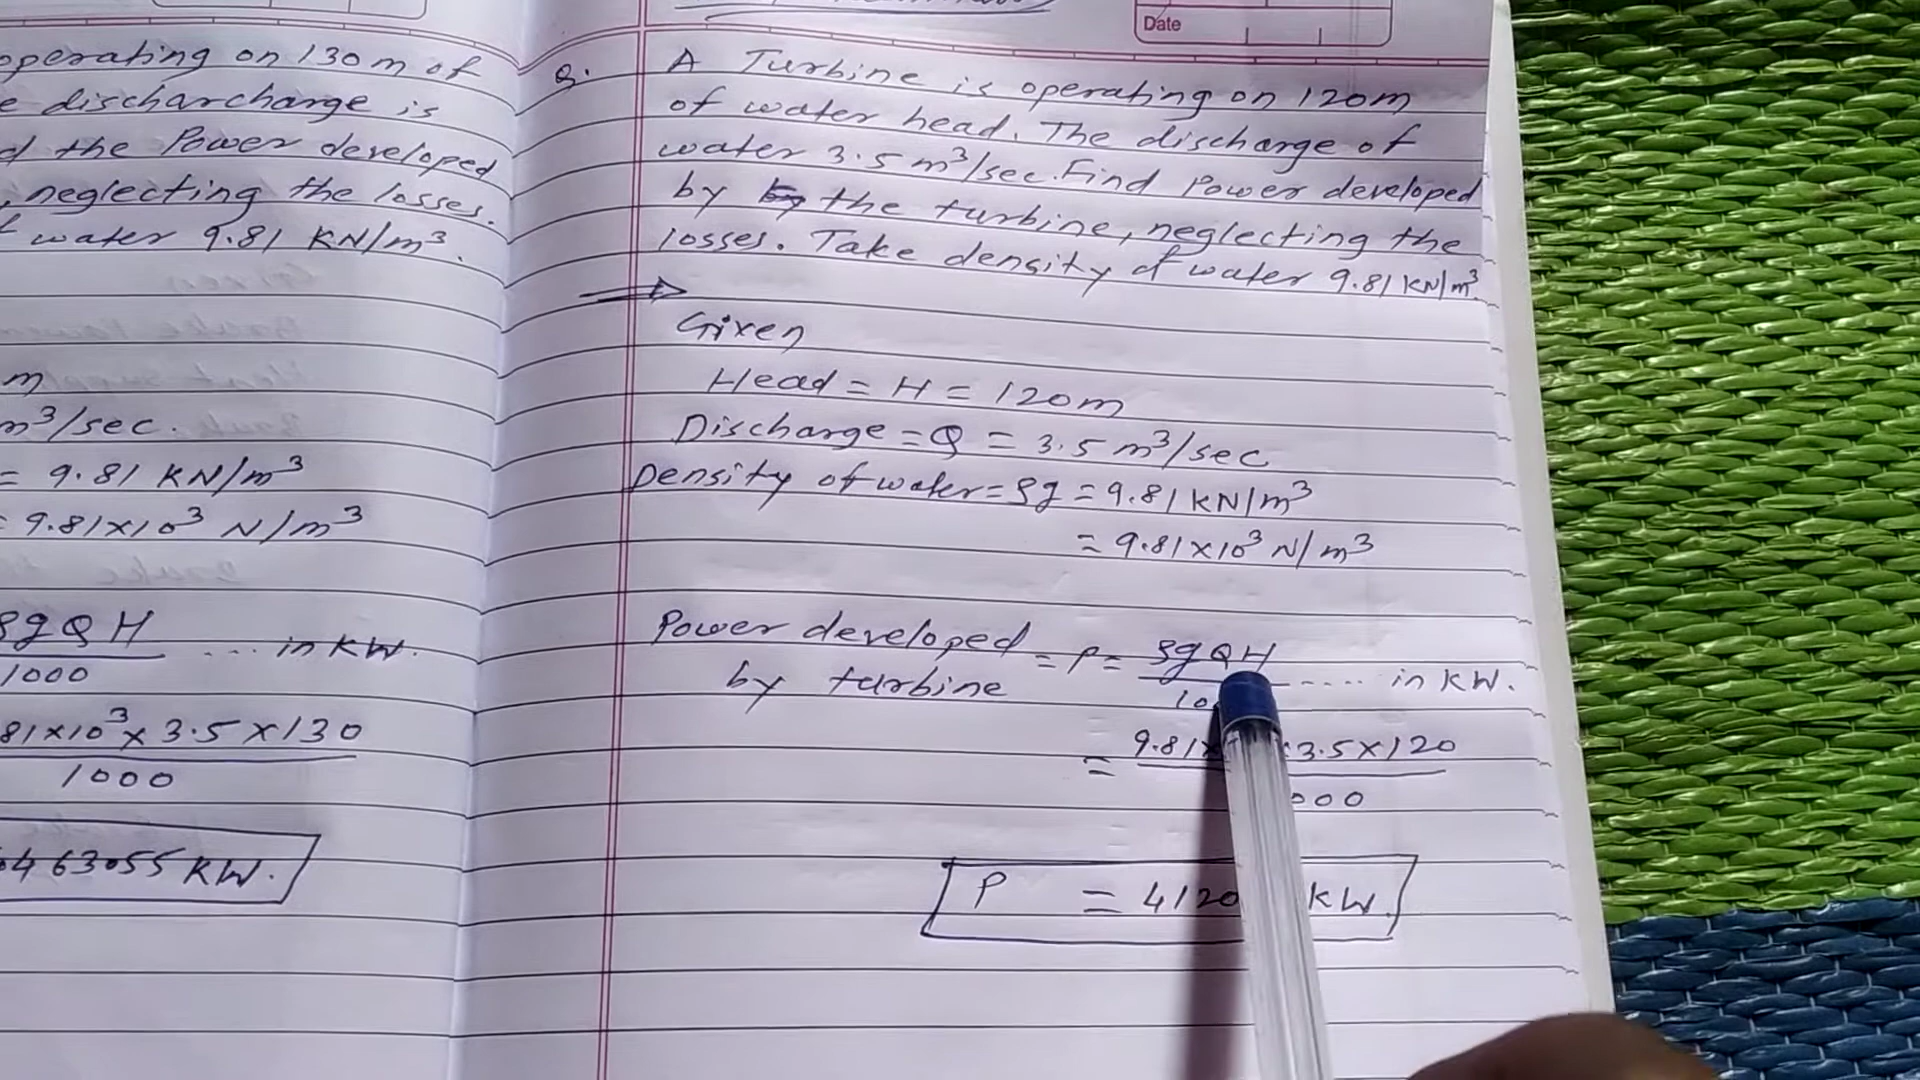 operating on 130 m of
discharcharge is
the Power developed
, neglecting the losses.
water 9.81 KN/m³.
m
m³/sec.
= 9.81 KN/m³
= 9.81×10³ N/m³
ρgQH
1000
.... in KW.
81×10³ × 3.5 × 130
1000
463055 KW.
Date
Q. A Turbine is operating on 120m
of water head. The discharge of
water 3.5 m³/sec. Find Power developed
by the turbine, neglecting the
losses. Take density of water 9.81 KN/m³.
Given
Head = H = 120m
Discharge = Q = 3.5 m³/sec
Density of water = ρg = 9.81 KN/m³
= 9.81×10³ N/m³
Power developed
by turbine
= P = ρgQH
.... in KW.
= 9.81× 3.5×120
P = 4120 KW.